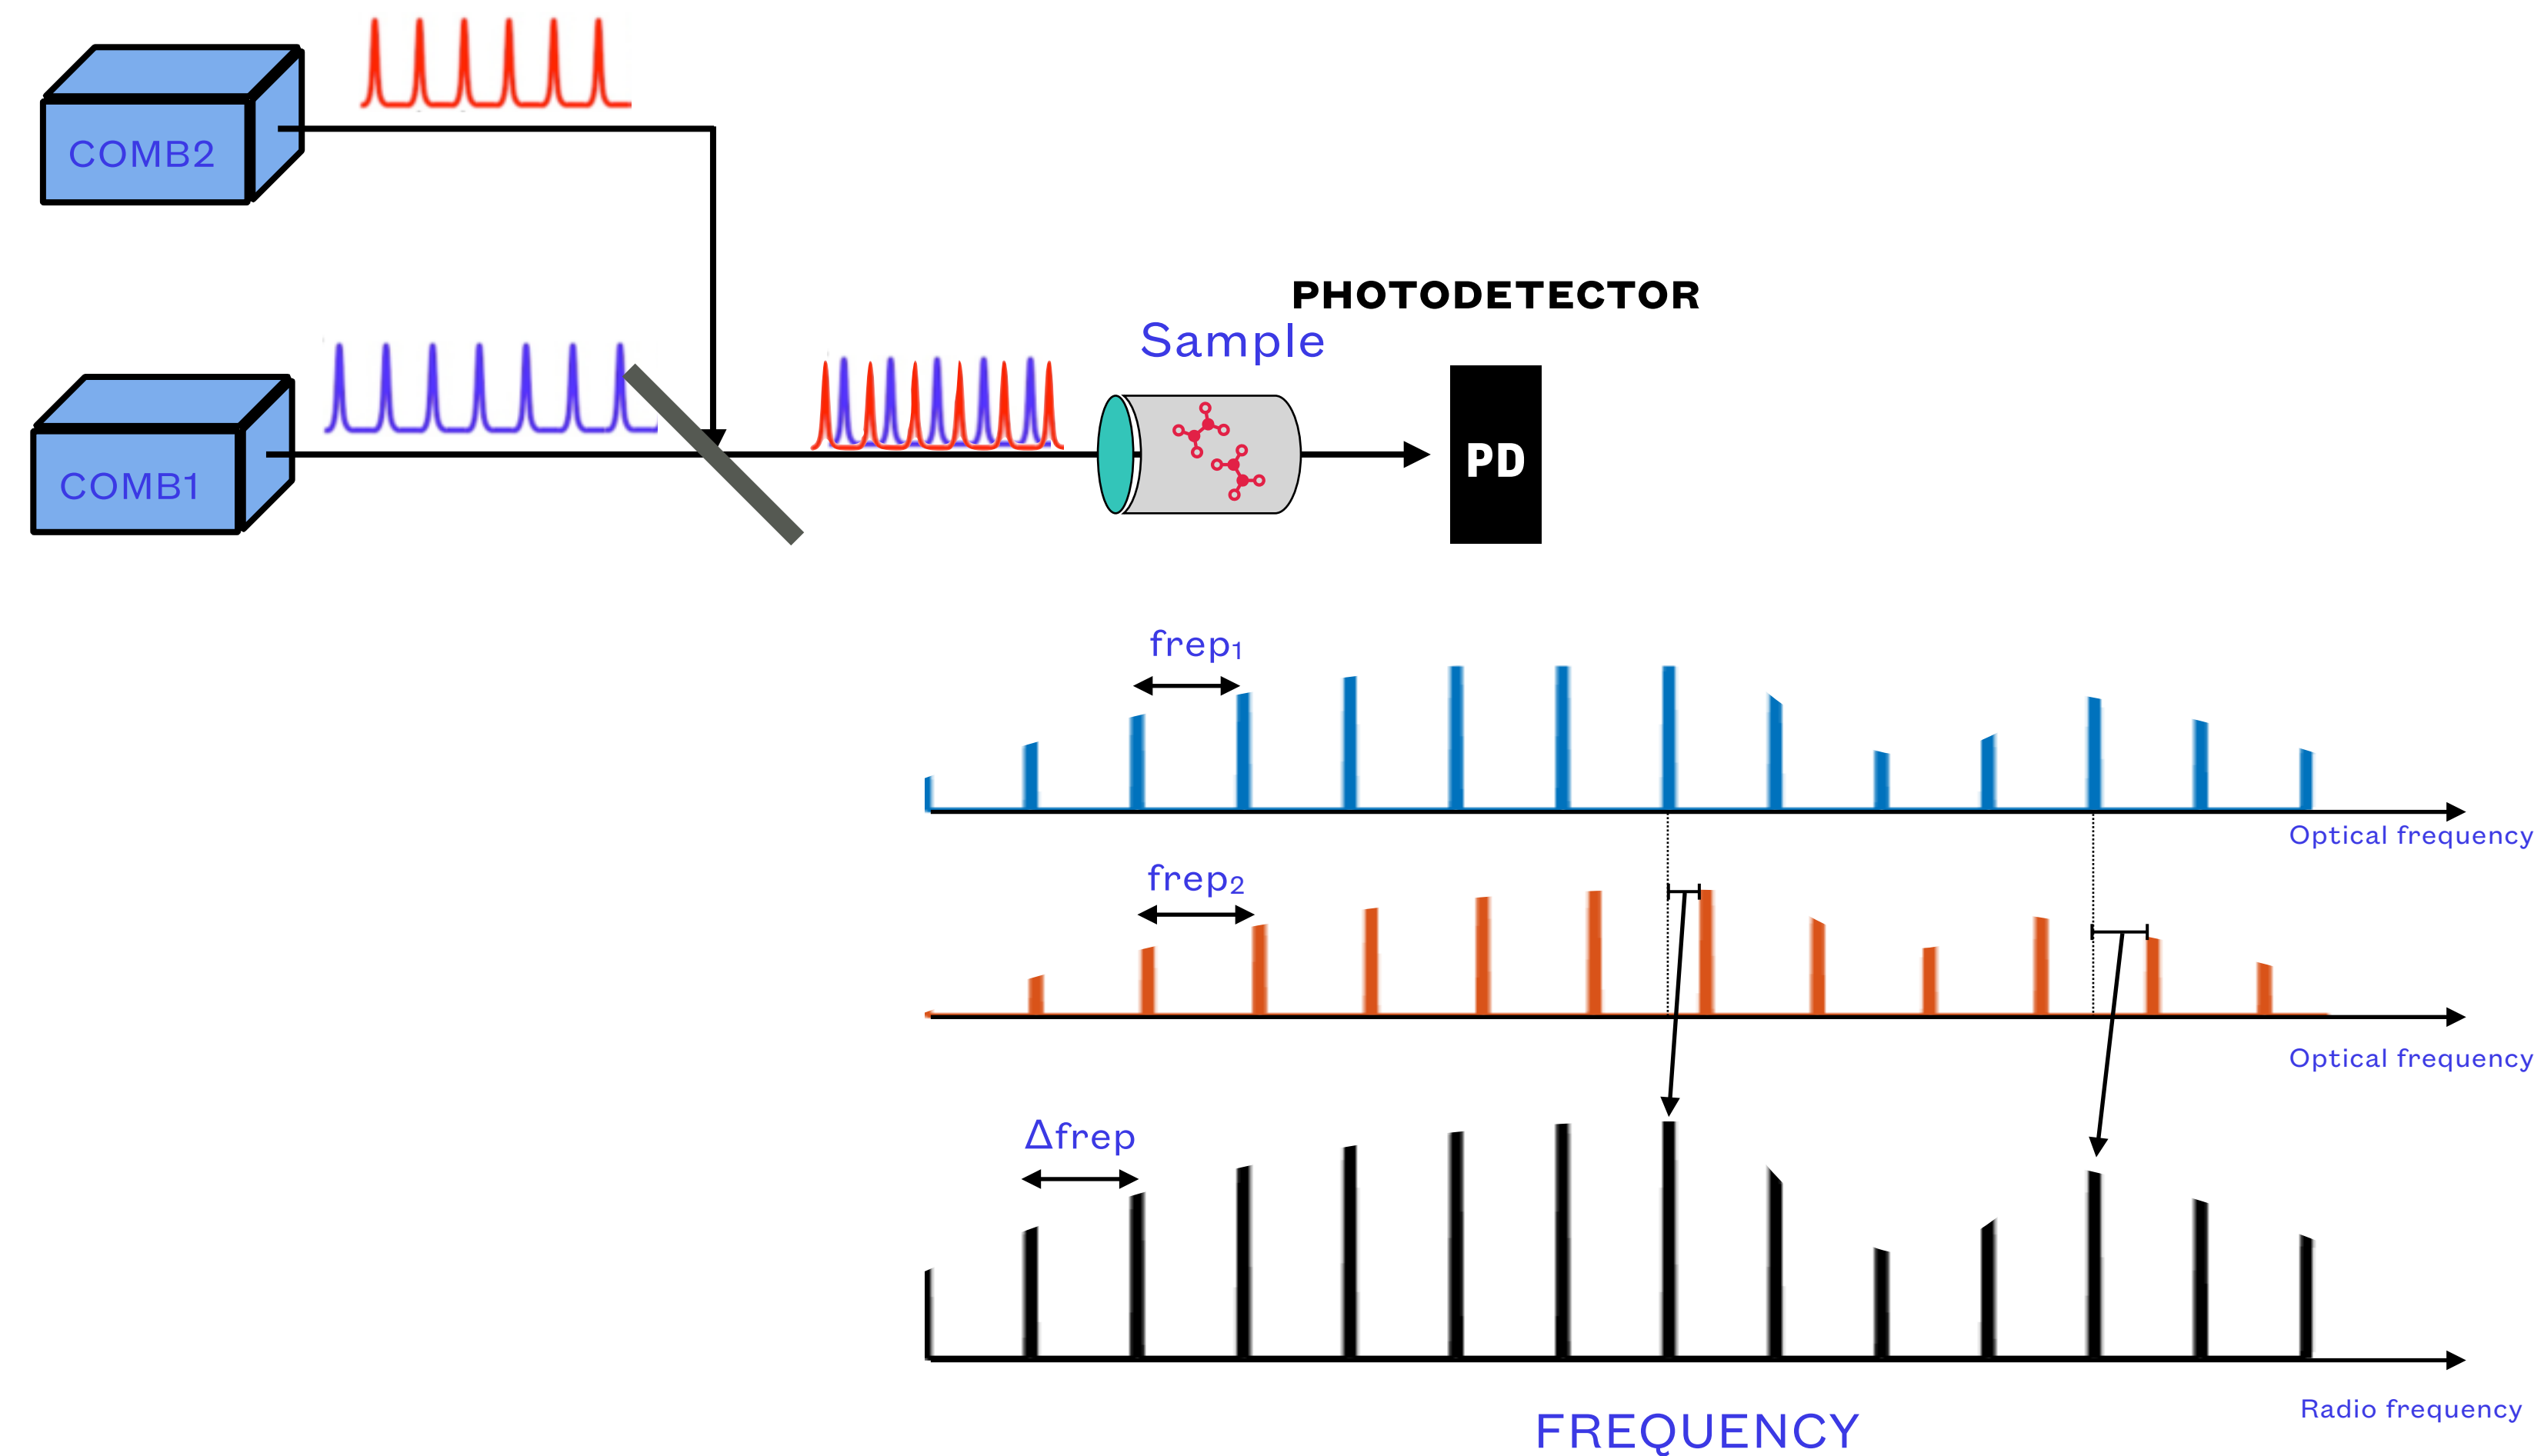 COMB2
PHOTODETECTOR
Sample
COMB1
PD
frep₁
Optical frequency
frep₂
Optical frequency
Δfrep
Radio frequency
FREQUENCY